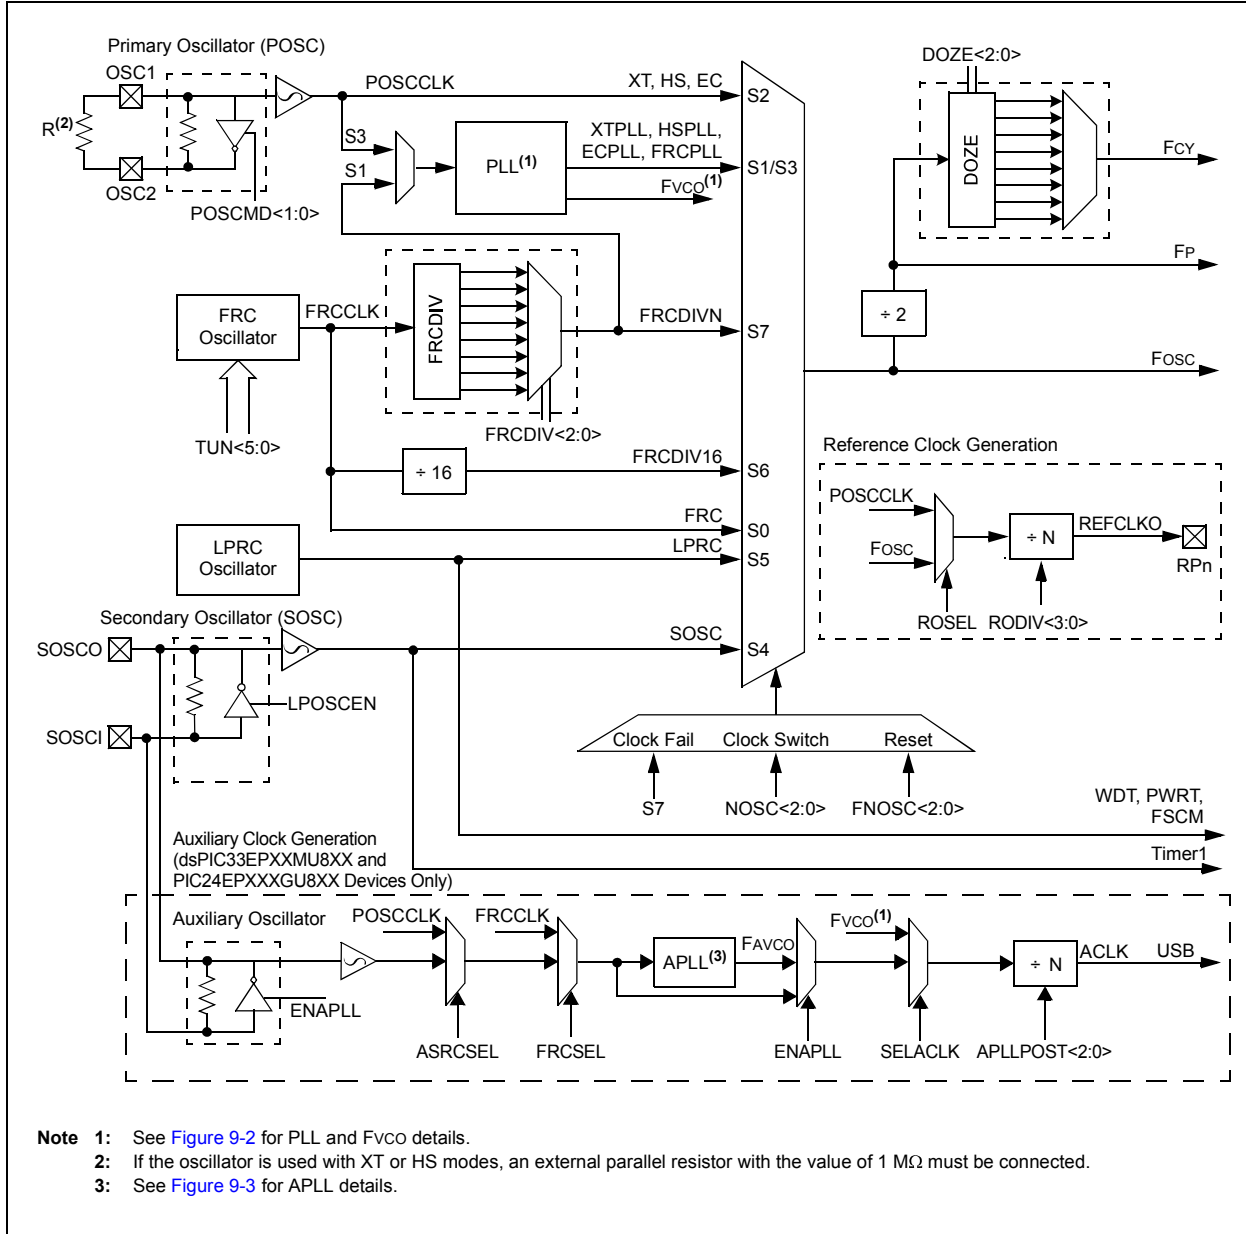 Primary Oscillator (POSC)
OSC1
R(2)
OSC2
POSCMD<1:0>
POSCCLK
XT, HS, EC
S2
S3
S1
PLL(1)
XTPLL, HSPLL,
ECPLL, FRCPLL
S1/S3
FVCO(1)
DOZE<2:0>
DOZE
FCY
FP
÷ 2
FOSC
FRC
Oscillator
TUN<5:0>
FRCCLK
FRCDIV
FRCDIV<2:0>
FRCDIVN
S7
÷ 16
FRCDIV16
S6
FRC
S0
LPRC
Oscillator
LPRC
S5
Reference Clock Generation
POSCCLK
FOSC
÷ N
REFCLKO
RPn
ROSEL
RODIV<3:0>
Secondary Oscillator (SOSC)
SOSCO
SOSCI
LPOSCEN
SOSC
S4
Clock Fail
Clock Switch
Reset
S7
NOSC<2:0>
FNOSC<2:0>
WDT, PWRT,
FSCM
Timer1
Auxiliary Clock Generation
(dsPIC33EPXXMU8XX and
PIC24EPXXXGU8XX Devices Only)
Auxiliary Oscillator
ENAPLL
POSCCLK
ASRCSEL
FRCCLK
FRCSEL
APLL(3)
FAVCO
ENAPLL
FVCO(1)
SELACLK
÷ N
APLLPOST<2:0>
ACLK
USB
Note 1: See Figure 9-2 for PLL and FVCO details.
2: If the oscillator is used with XT or HS modes, an external parallel resistor with the value of 1 MΩ must be connected.
3: See Figure 9-3 for APLL details.